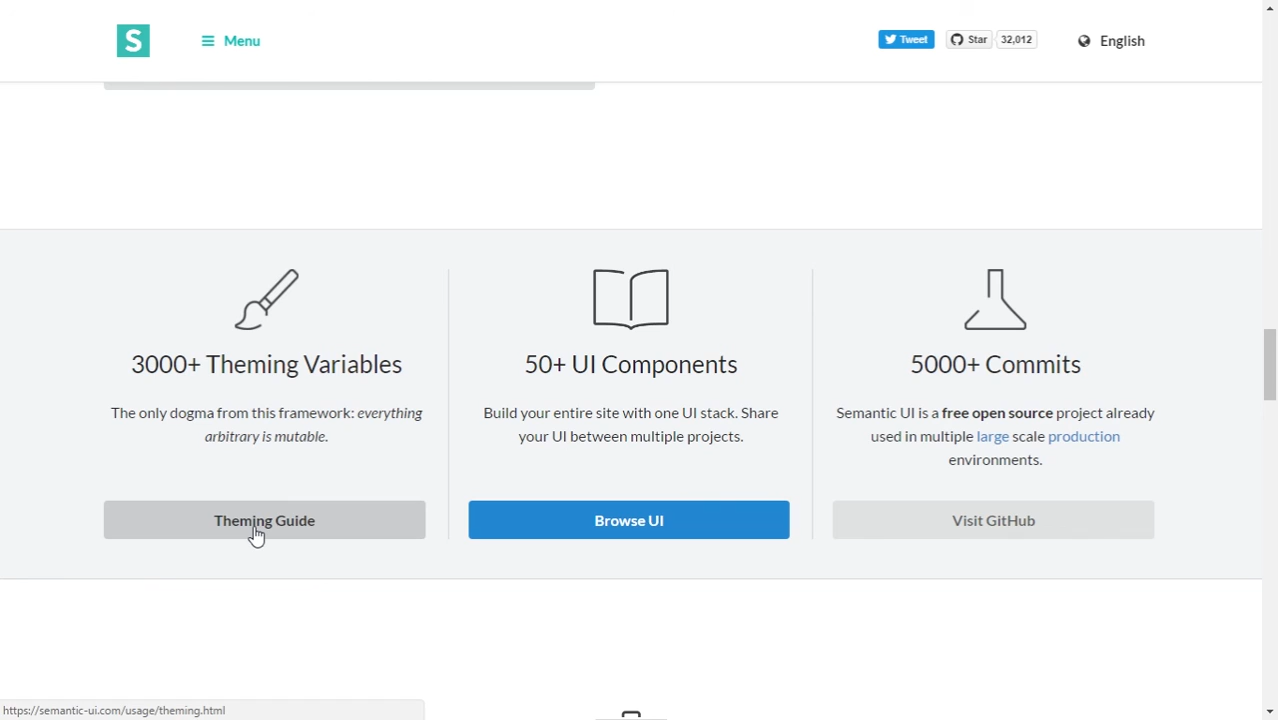 S
Menu
Tweet
Star
32,012
English
3000+ Theming Variables
The only dogma from this framework: everything
arbitrary is mutable.
Theming Guide
50+ UI Components
Build your entire site with one UI stack. Share
your UI between multiple projects.
Browse UI
5000+ Commits
Semantic UI is a free open source project already
used in multiple large scale production
environments.
Visit GitHub
https://semantic-ui.com/usage/theming.html